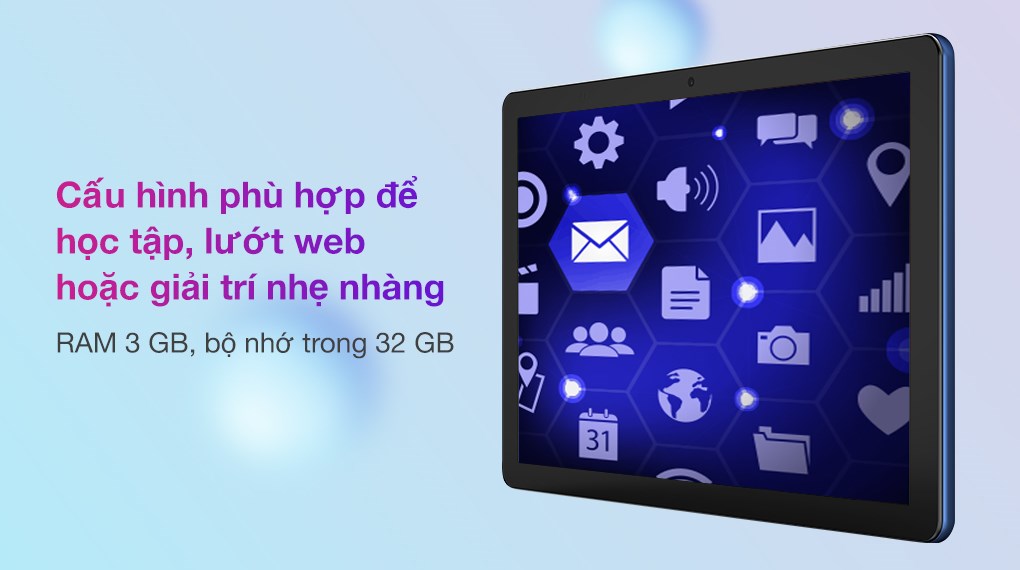 Cấu hình phù hợp để
học tập, lướt web
hoặc giải trí nhẹ nhàng
RAM 3 GB, bộ nhớ trong 32 GB
31